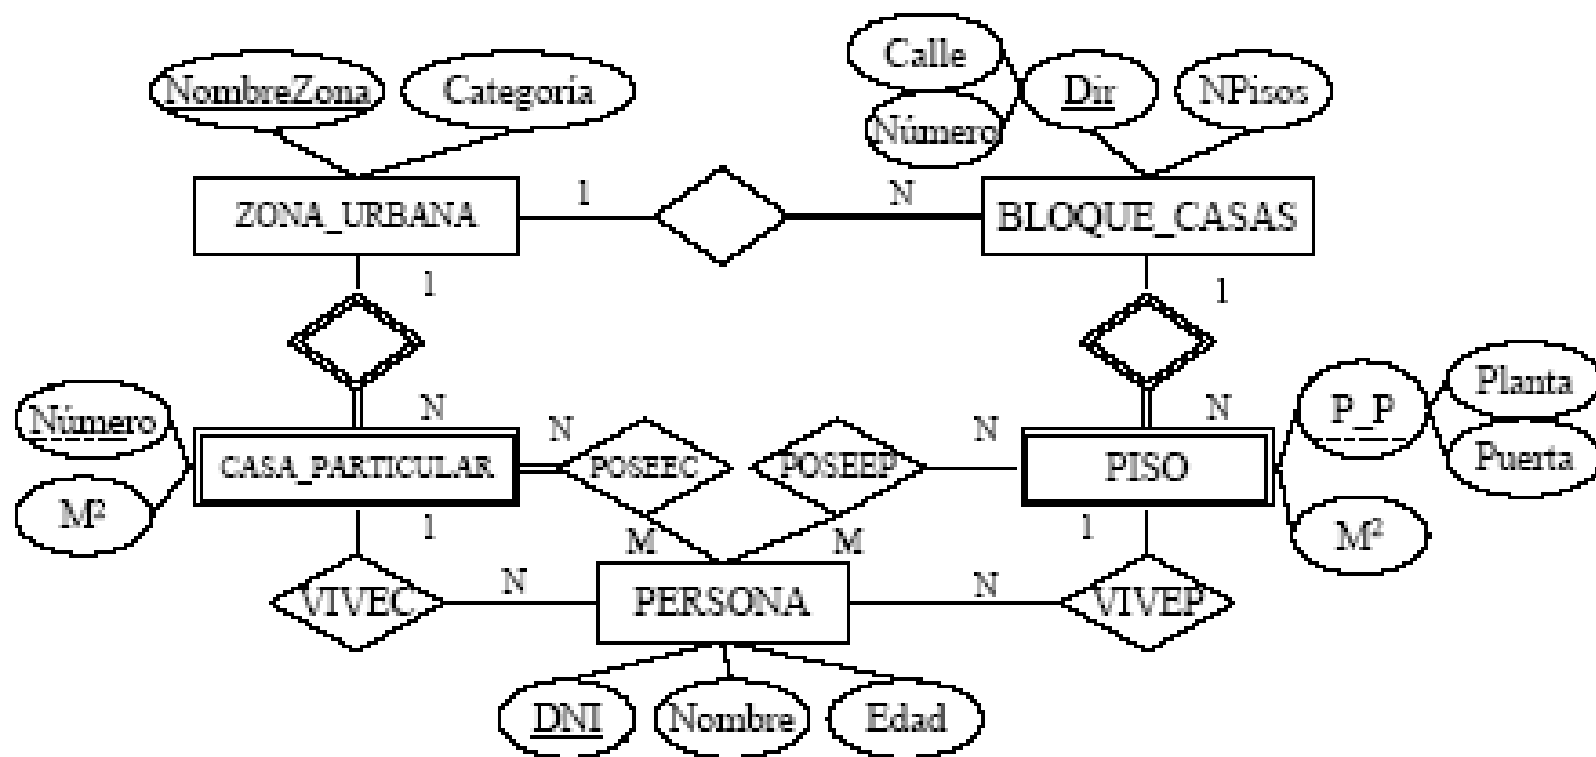 Calle
NombreZona Categoría Dir NPisos
Número
ZONA_URBANA 1 N BLOQUE_CASAS
1 1
Número N N N N P_P Planta
CASA_PARTICULAR POSEEC POSEEP PISO Puerta
M² 1 M M 1 M²
VIVEC N PERSONA N VIVEP
DNI Nombre Edad